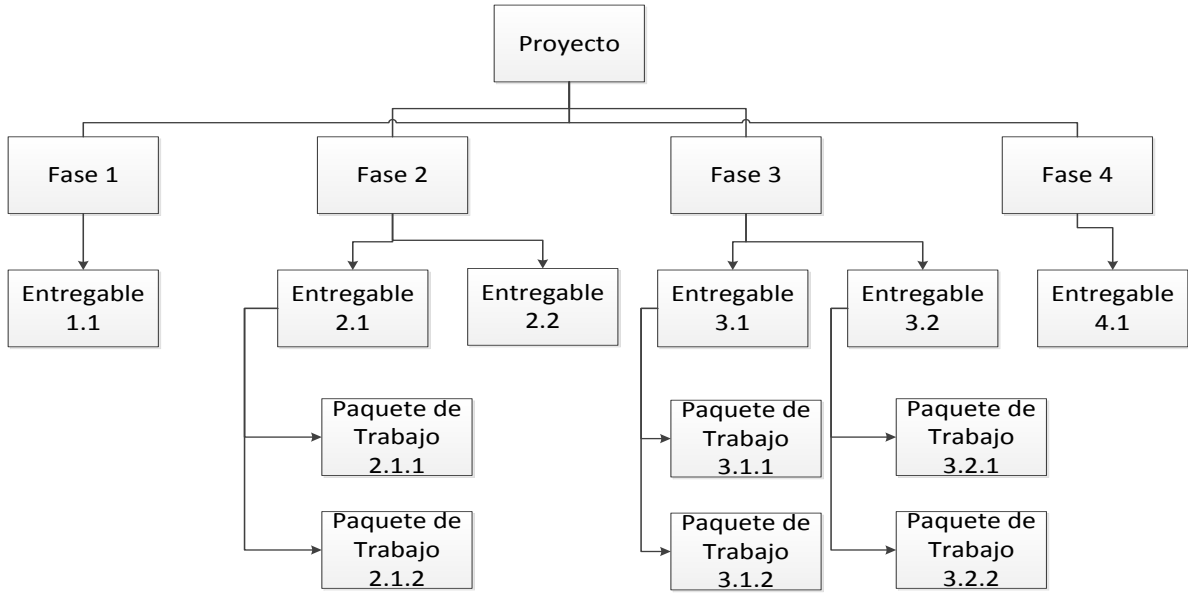 Proyecto
Fase 1
Fase 2
Fase 3
Fase 4
Entregable
1.1
Entregable
2.1
Entregable
2.2
Entregable
3.1
Entregable
3.2
Entregable
4.1
Paquete de
Trabajo
2.1.1
Paquete de
Trabajo
3.1.1
Paquete de
Trabajo
3.2.1
Paquete de
Trabajo
2.1.2
Paquete de
Trabajo
3.1.2
Paquete de
Trabajo
3.2.2